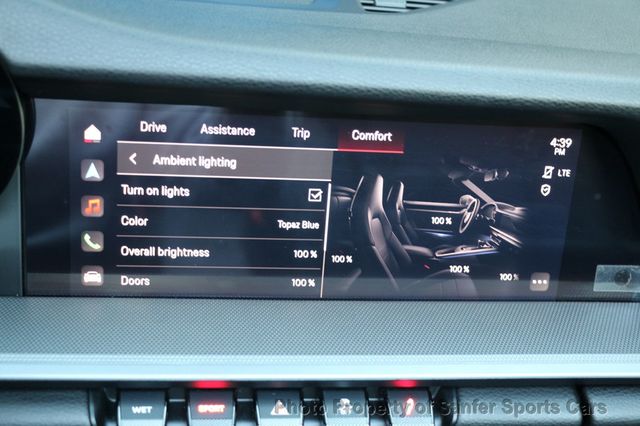 Drive Assistance Trip Comfort
4:39
PM
Ambient lighting
LTE
Turn on lights
Color Topaz Blue
100 %
Overall brightness 100 %
100 %
100 %
100 %
Doors 100 %
WET SPORT
Photo Property of Sanfer Sports Cars